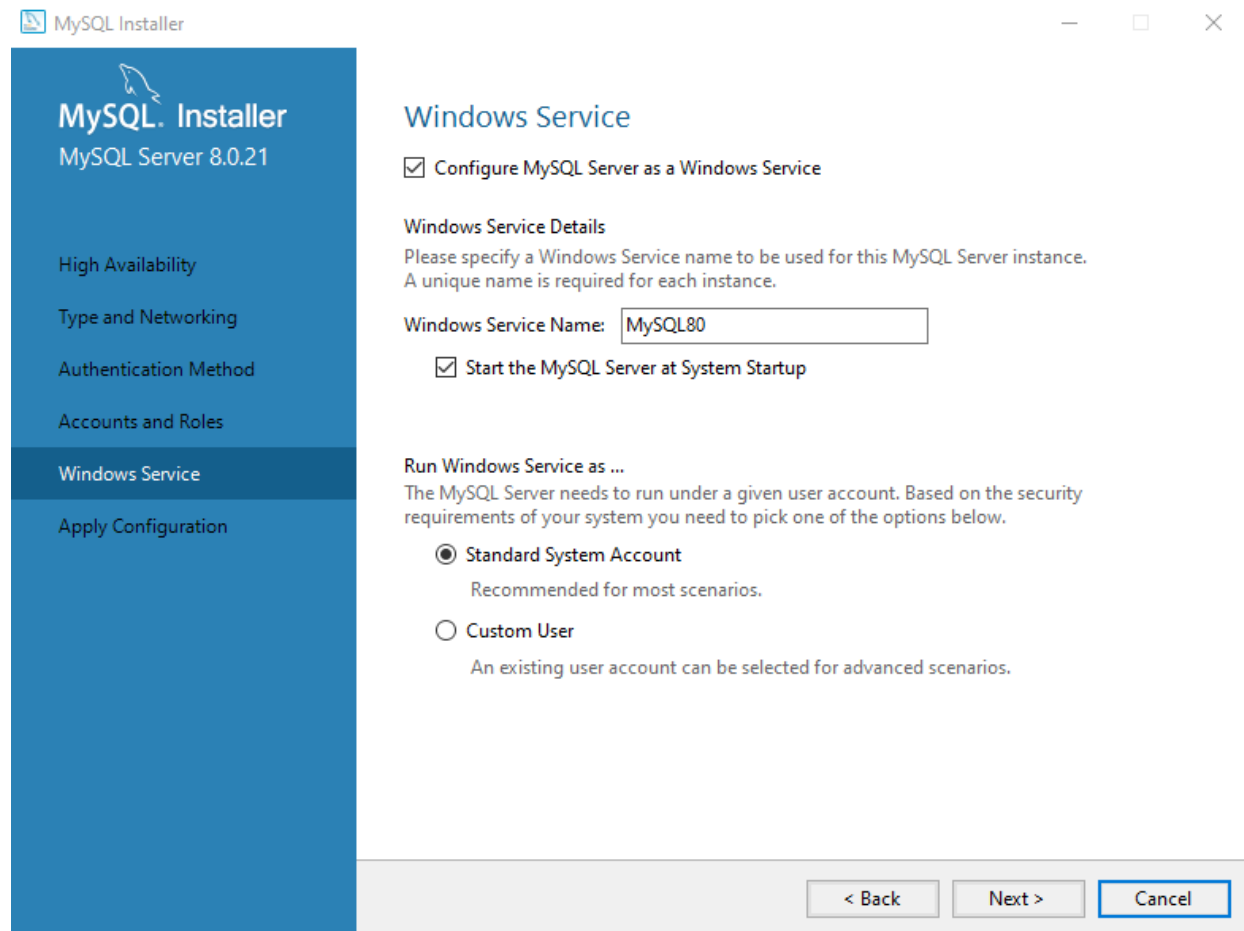 MySQL Installer
MySQL. Installer
MySQL Server 8.0.21
High Availability
Type and Networking
Authentication Method
Accounts and Roles
Windows Service
Apply Configuration
Windows Service
Configure MySQL Server as a Windows Service
Windows Service Details
Please specify a Windows Service name to be used for this MySQL Server instance.
A unique name is required for each instance.
Windows Service Name: MySQL80
Start the MySQL Server at System Startup
Run Windows Service as ...
The MySQL Server needs to run under a given user account. Based on the security
requirements of your system you need to pick one of the options below.
Standard System Account
Recommended for most scenarios.
Custom User
An existing user account can be selected for advanced scenarios.
< Back Next > Cancel